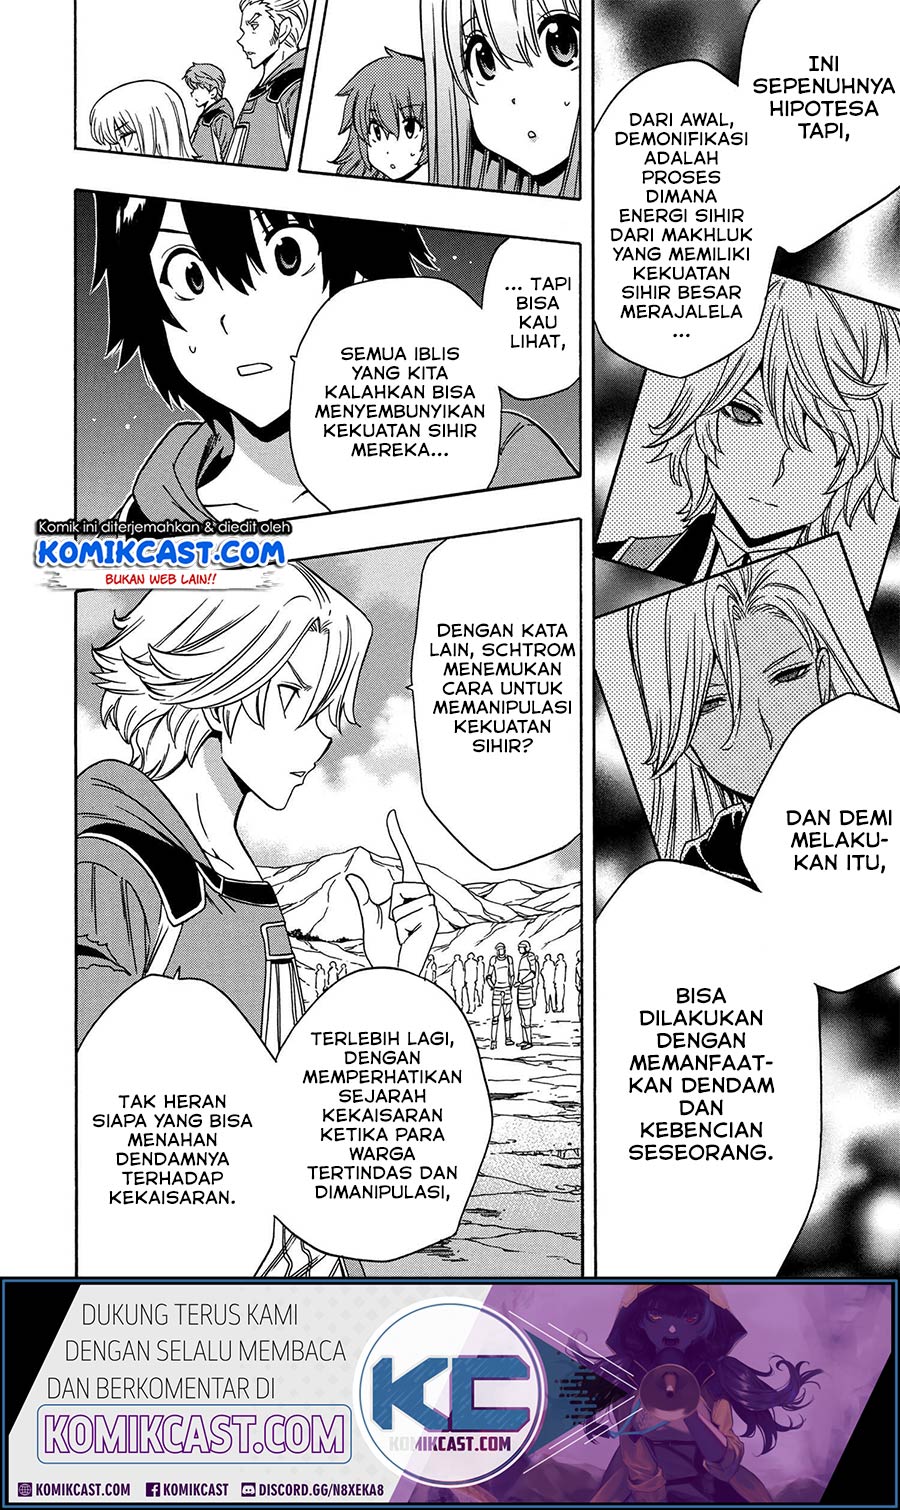 INI
SEPENUHNYA
HIPOTESA
TAPI,
DARI AWAL,
DEMONIFIKASI
ADALAH
PROSES
DIMANA
ENERGI SIHIR
DARI MAKHLUK
YANG MEMILIKI
KEKUATAN
SIHIR BESAR
MERAJALELA
...
... TAPI
BISA
KAU
LIHAT,
SEMUA IBLIS
YANG KITA
KALAHKAN BISA
MENYEMBUNYIKAN
KEKUATAN SIHIR
MEREKA...
Komik ini diterjemahkan & diedit oleh
KOMIKCAST.COM
BUKAN WEB LAIN!!
DAN DEMI
MELAKU-
KAN ITU,
BISA
DILAKUKAN
DENGAN
MEMANFAAT-
KAN DENDAM
DAN
KEBENCIAN
SESEORANG.
DENGAN KATA
LAIN, SCHTROM
MENEMUKAN
CARA UNTUK
MEMANIPULASI
KEKUATAN
SIHIR?
TERLEBIH LAGI,
DENGAN
MEMPERHATIKAN
SEJARAH
KEKAISARAN
KETIKA PARA
WARGA
TERTINDAS DAN
DIMANIPULASI,
TAK HERAN
SIAPA YANG BISA
MENAHAN
DENDAMNYA
TERHADAP
KEKAISARAN.
DUKUNG TERUS KAMI
DENGAN SELALU MEMBACA
DAN BERKOMENTAR DI
KOMIKCAST.COM
KC
KOMIKCAST.COM
KOMIKCAST.COM KOMIKCAST DISCORD.GG/N8XEKA8